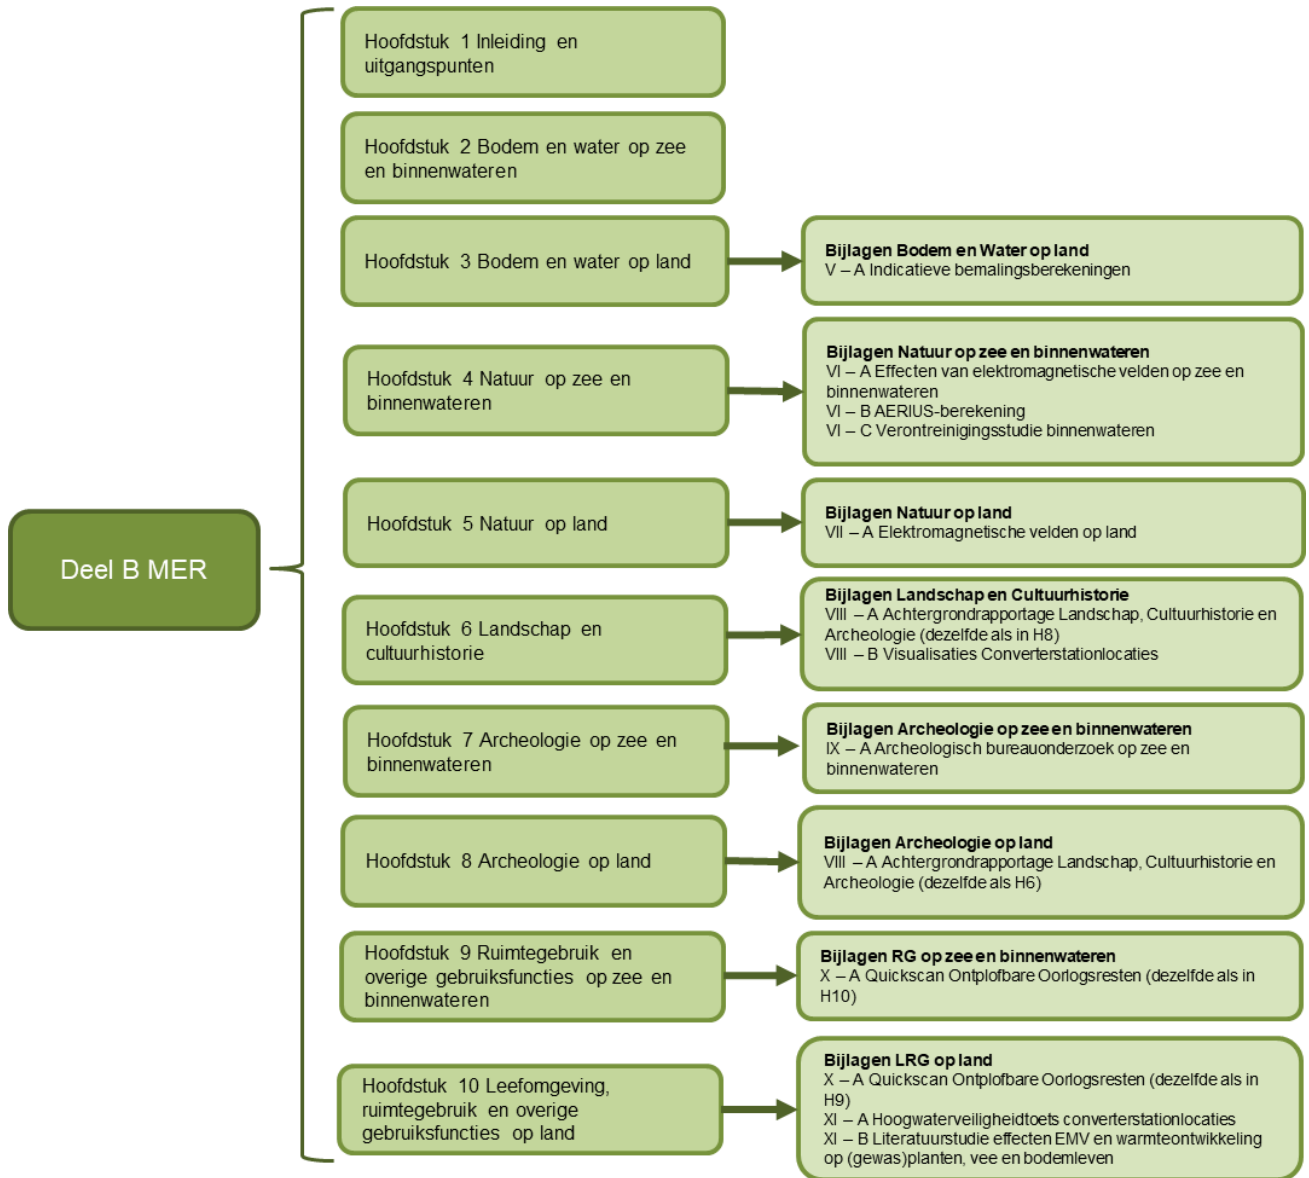 Deel B MER
Hoofdstuk 1 Inleiding en
uitgangspunten
Hoofdstuk 2 Bodem en water op zee
en binnenwateren
Hoofdstuk 3 Bodem en water op land
Bijlagen Bodem en Water op land
V – A Indicatieve bemalingsberekeningen
Hoofdstuk 4 Natuur op zee en
binnenwateren
Bijlagen Natuur op zee en binnenwateren
VI – A Effecten van elektromagnetische velden op zee en
binnenwateren
VI – B AERIUS-berekening
VI – C Verontreinigingsstudie binnenwateren
Hoofdstuk 5 Natuur op land
Bijlagen Natuur op land
VII – A Elektromagnetische velden op land
Hoofdstuk 6 Landschap en
cultuurhistorie
Bijlagen Landschap en Cultuurhistorie
VIII – A Achtergrondrapportage Landschap, Cultuurhistorie en
Archeologie (dezelfde als in H8)
VIII – B Visualisaties Converterstationlocaties
Hoofdstuk 7 Archeologie op zee en
binnenwateren
Bijlagen Archeologie op zee en binnenwateren
IX – A Archeologisch bureauonderzoek op zee en
binnenwateren
Hoofdstuk 8 Archeologie op land
Bijlagen Archeologie op land
VIII – A Achtergrondrapportage Landschap, Cultuurhistorie en
Archeologie (dezelfde als H6)
Hoofdstuk 9 Ruimtegebruik en
overige gebruiksfuncties op zee en
binnenwateren
Bijlagen RG op zee en binnenwateren
X – A Quickscan Ontplofbare Oorlogsresten (dezelfde als in
H10)
Hoofdstuk 10 Leefomgeving,
ruimtegebruik en overige
gebruiksfuncties op land
Bijlagen LRG op land
X – A Quickscan Ontplofbare Oorlogsresten (dezelfde als in
H9)
XI – A Hoogwaterveiligheidtoets converterstationlocaties
XI – B Literatuurstudie effecten EMV en warmteontwikkeling
op (gewas)planten, vee en bodemleven